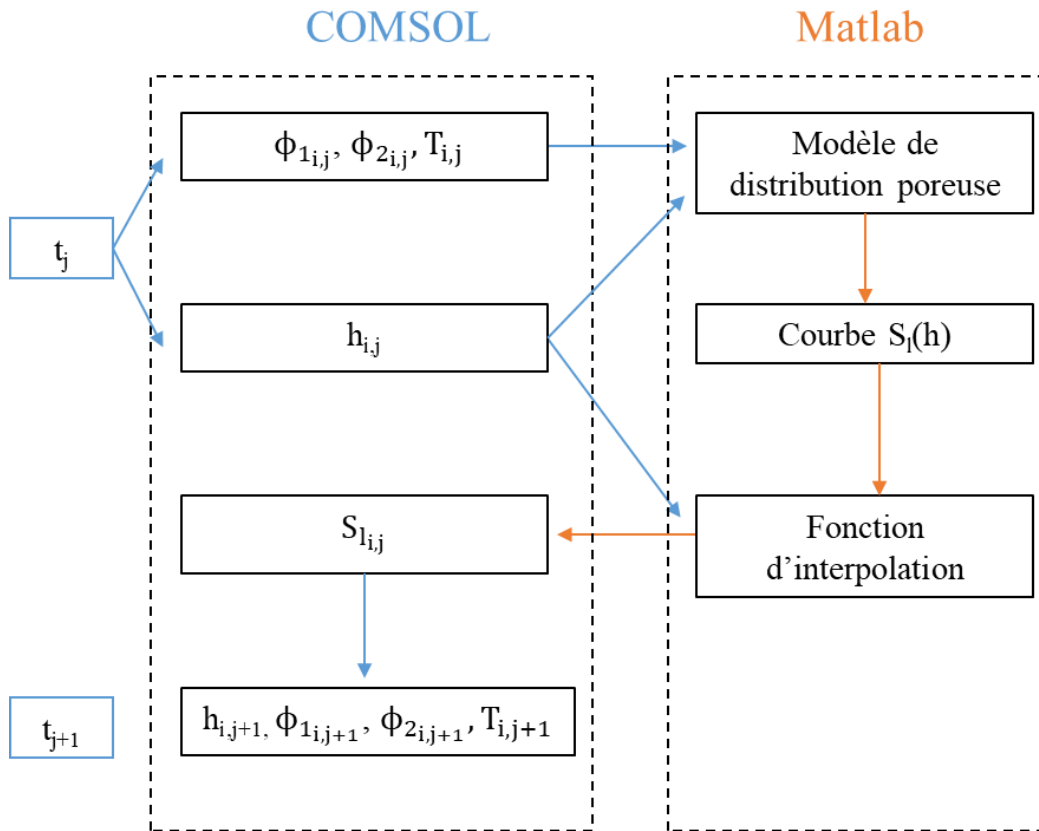 COMSOL
Matlab
ϕ₁ᵢ,ⱼ, ϕ₂ᵢ,ⱼ, Tᵢ,ⱼ
Modèle de
distribution poreuse
tⱼ
hᵢ,ⱼ
Courbe Sₗ(h)
Sₗᵢ,ⱼ
Fonction
d’interpolation
tⱼ₊₁
hᵢ,ⱼ₊₁, ϕ₁ᵢ,ⱼ₊₁, ϕ₂ᵢ,ⱼ₊₁, Tᵢ,ⱼ₊₁